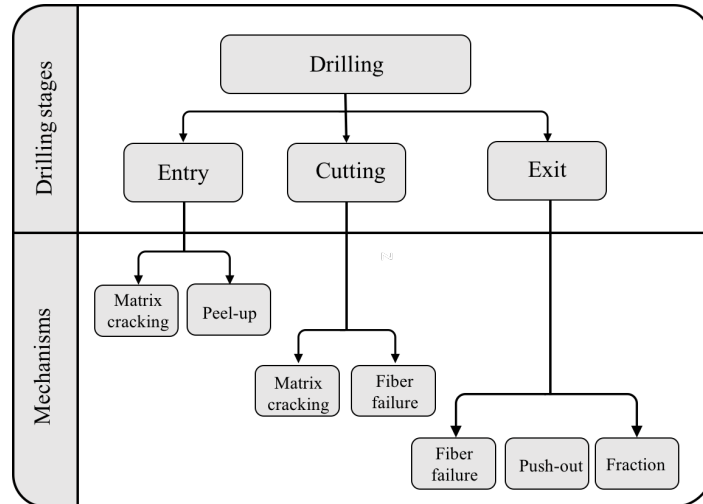 Drilling stages
Drilling
Entry
Cutting
Exit
Mechanisms
Matrix
cracking
Peel-up
Matrix
cracking
Fiber
failure
Fiber
failure
Push-out
Fraction